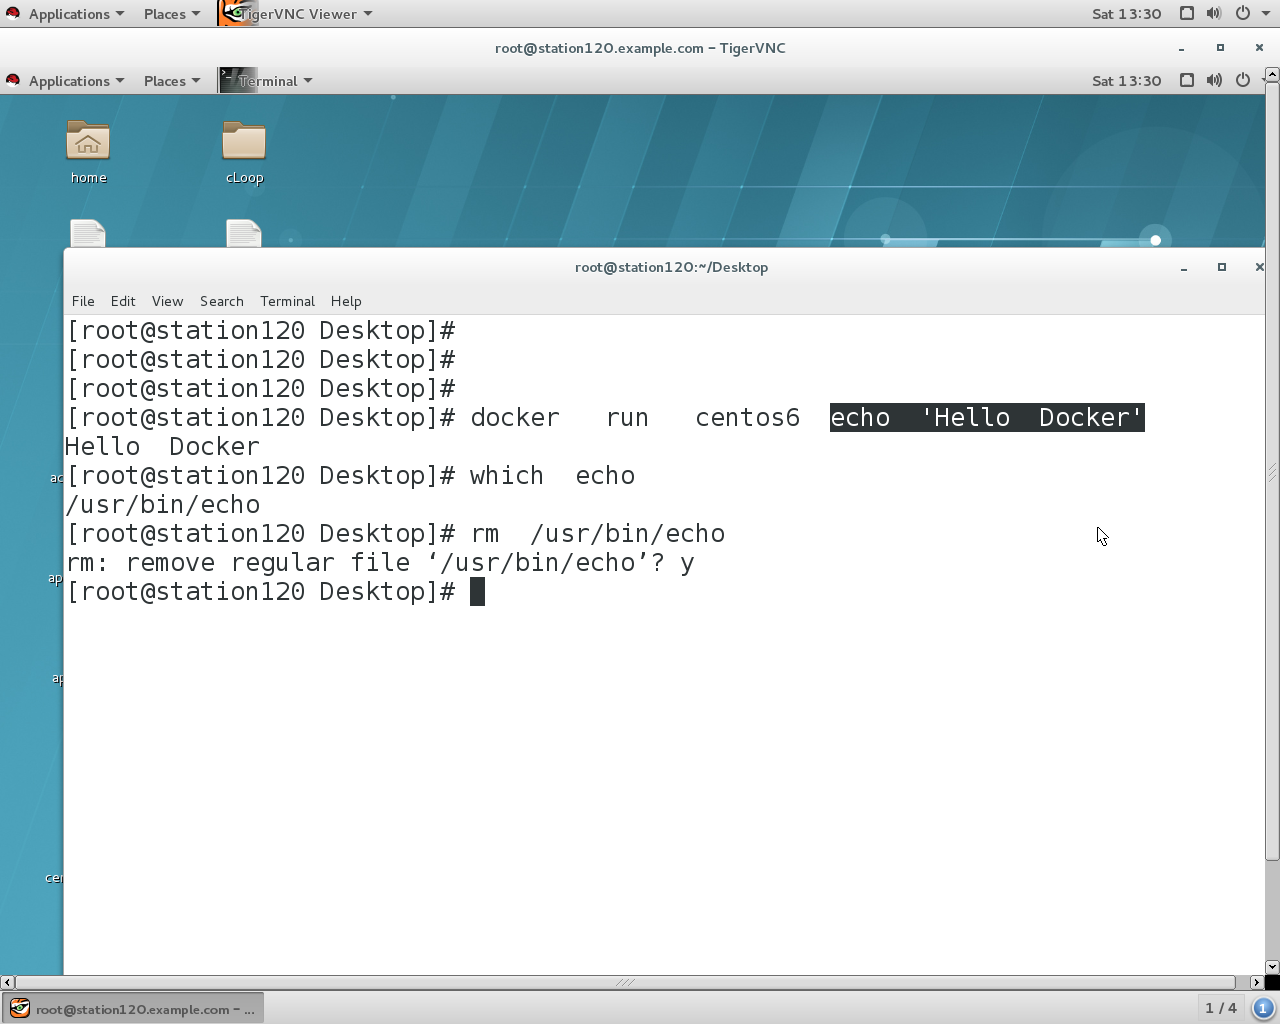 Applications Places TigerVNC Viewer Sat 13:30
root@station120.example.com - TigerVNC
Applications Places Terminal Sat 13:30
home cLoop
root@station120:~/Desktop
File Edit View Search Terminal Help
[root@station120 Desktop]#
[root@station120 Desktop]#
[root@station120 Desktop]#
[root@station120 Desktop]# docker   run   centos6  echo  'Hello  Docker'
Hello  Docker
[root@station120 Desktop]# which  echo
/usr/bin/echo
[root@station120 Desktop]# rm  /usr/bin/echo
rm: remove regular file ‘/usr/bin/echo’? y
[root@station120 Desktop]#
root@station120.example.com - ... 1 / 4 1